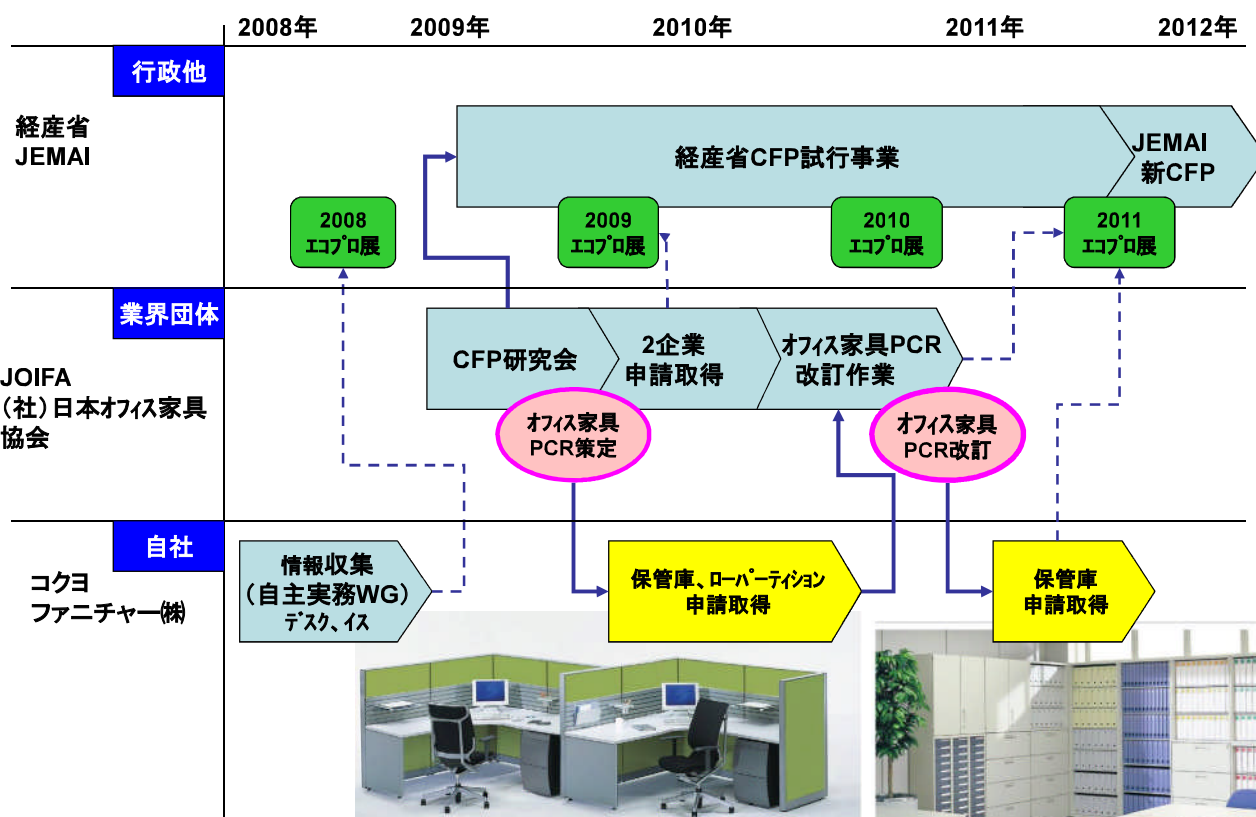 2008年 2009年 2010年 2011年 2012年
行政他
経産省
JEMAI
経産省CFP試行事業
JEMAI
新CFP
2008
エコプロ展
2009
エコプロ展
2010
エコプロ展
2011
エコプロ展
業界団体
JOIFA
(社)日本オフィス家具
協会
CFP研究会
2企業
申請取得
オフィス家具PCR
改訂作業
オフィス家具
PCR策定
オフィス家具
PCR改訂
自社
コクヨ
ファニチャー㈱
情報収集
(自主実務WG)
デスク、イス
保管庫、ローパーティション
申請取得
保管庫
申請取得